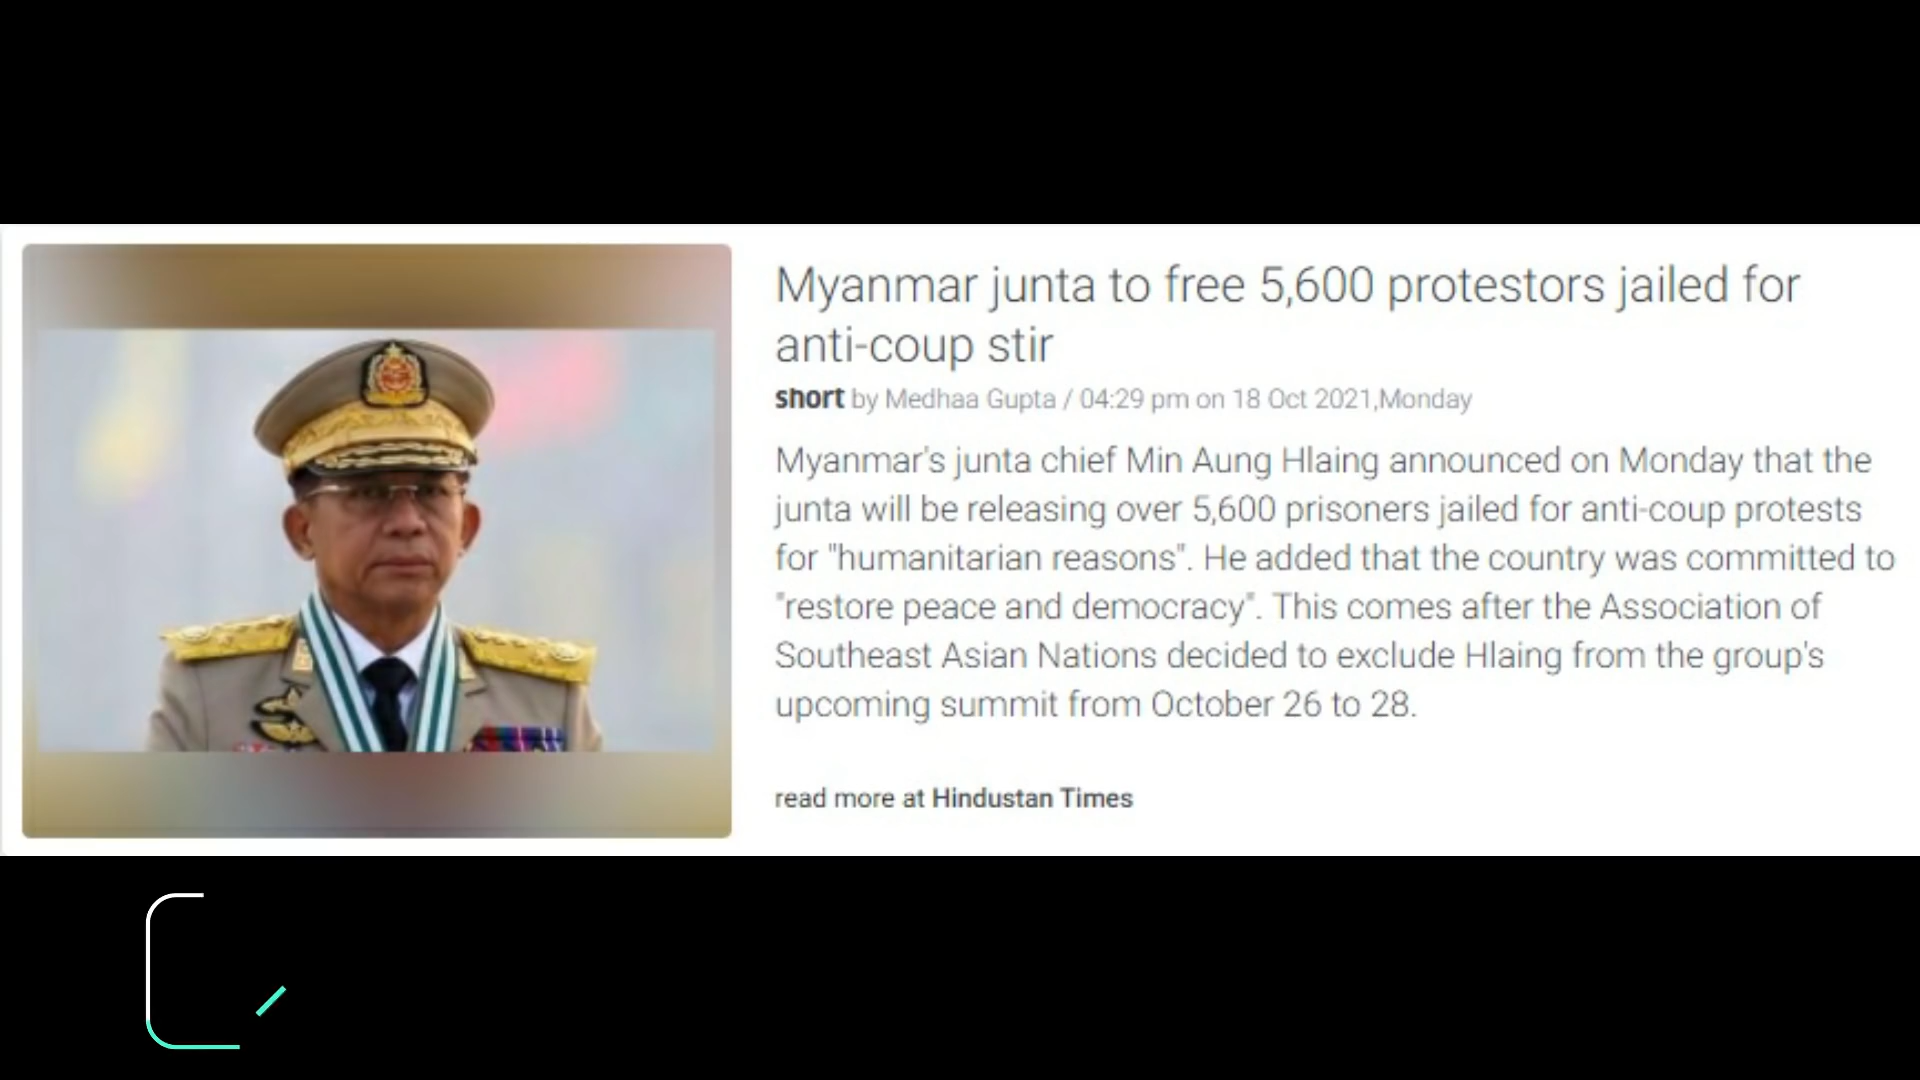 Myanmar junta to free 5,600 protestors jailed for
anti-coup stir
short by Medhaa Gupta / 04:29 pm on 18 Oct 2021,Monday
Myanmar's junta chief Min Aung Hlaing announced on Monday that the
junta will be releasing over 5,600 prisoners jailed for anti-coup protests
for "humanitarian reasons". He added that the country was committed to
"restore peace and democracy". This comes after the Association of
Southeast Asian Nations decided to exclude Hlaing from the group's
upcoming summit from October 26 to 28.
read more at Hindustan Times